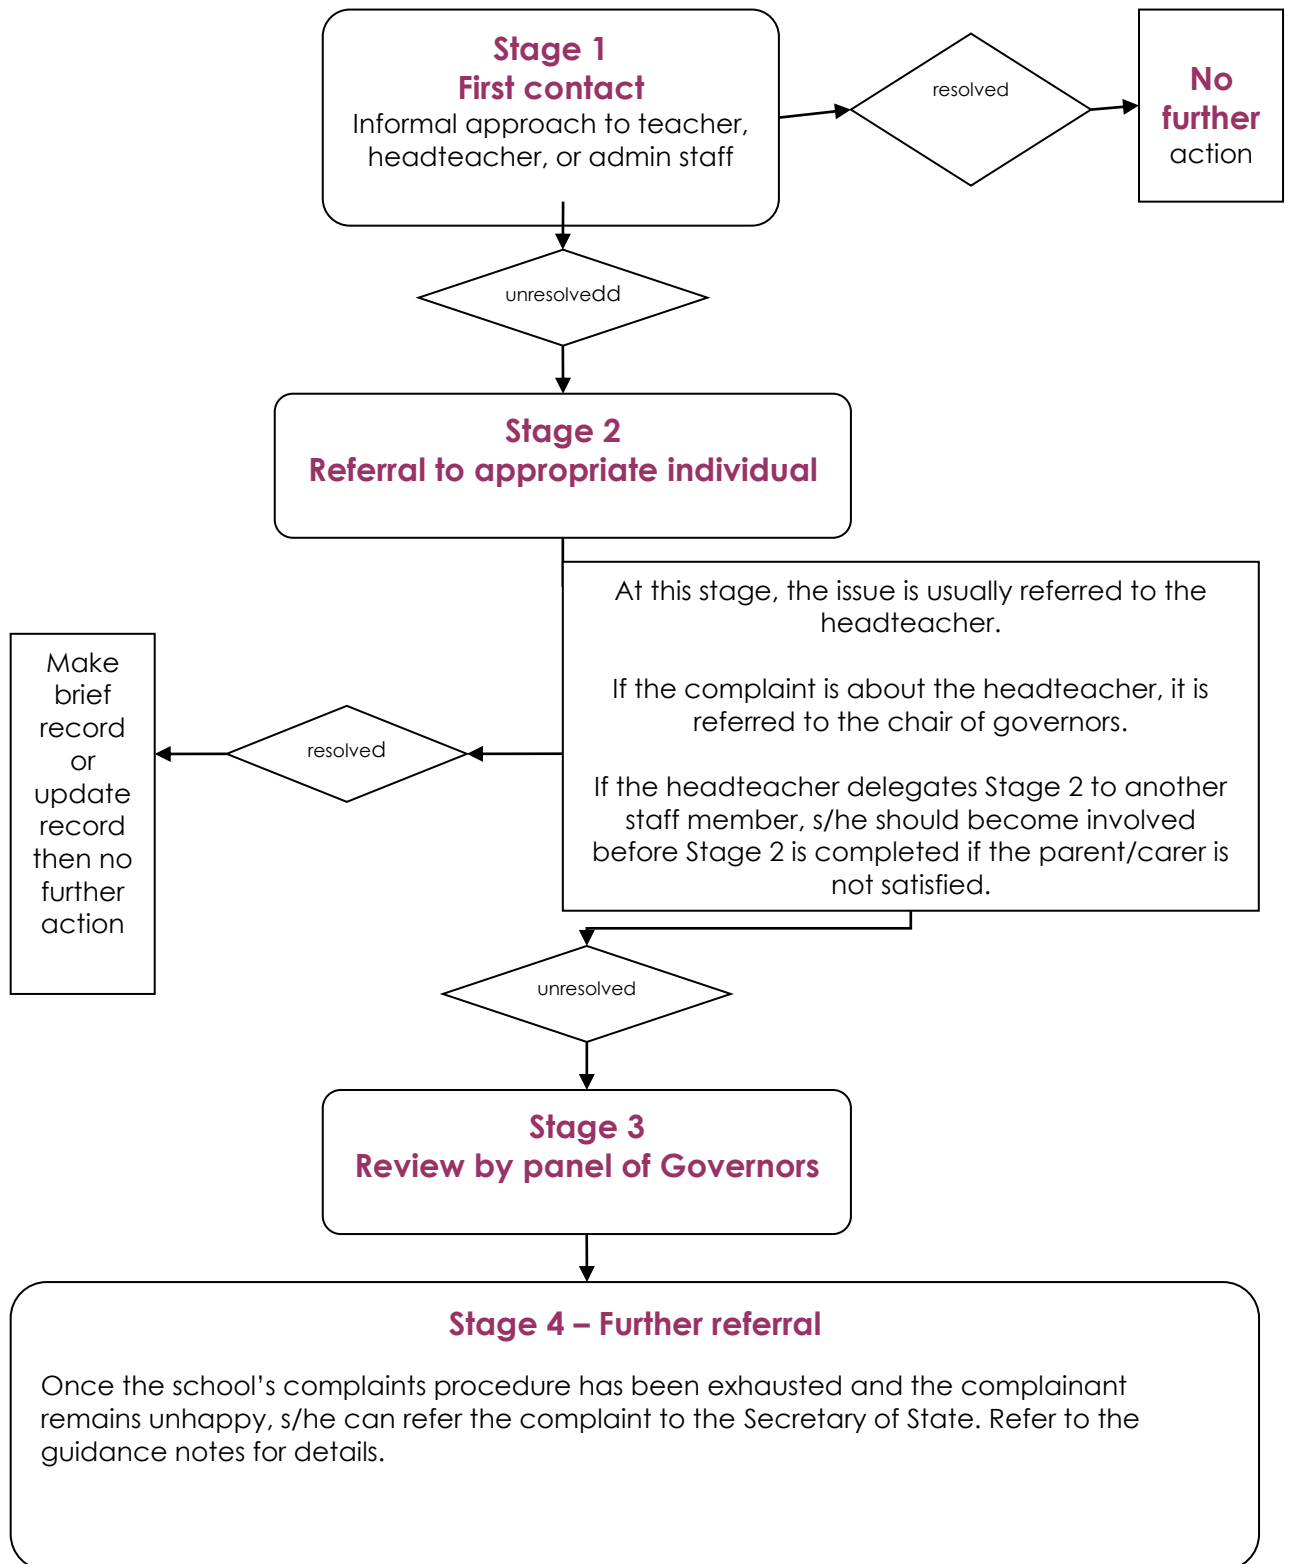 Stage 1
First contact
Informal approach to teacher,
headteacher, or admin staff
resolved
No
further
action
unresolvedd
Stage 2
Referral to appropriate individual
At this stage, the issue is usually referred to the
headteacher.
If the complaint is about the headteacher, it is
referred to the chair of governors.
If the headteacher delegates Stage 2 to another
staff member, s/he should become involved
before Stage 2 is completed if the parent/carer is
not satisfied.
resolved
Make
brief
record
or
update
record
then no
further
action
unresolved
Stage 3
Review by panel of Governors
Stage 4 – Further referral
Once the school’s complaints procedure has been exhausted and the complainant
remains unhappy, s/he can refer the complaint to the Secretary of State. Refer to the
guidance notes for details.